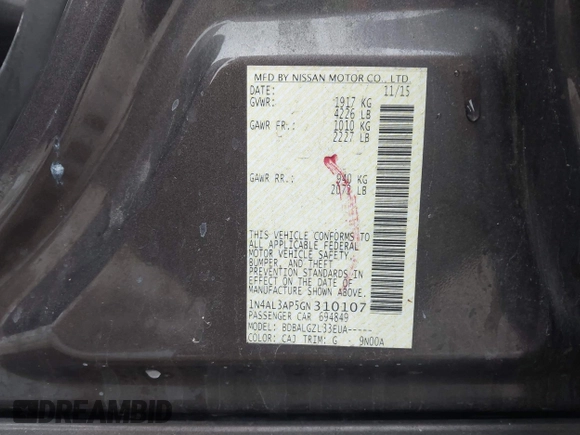 MFD BY NISSAN MOTOR CO., LTD.
DATE: 11/15
GVWR: 1917 KG
4226 LB
GAWR FR.: 1010 KG
2227 LB
GAWR RR.: 940 KG
2072 LB
THIS VEHICLE CONFORMS TO
ALL APPLICABLE FEDERAL
MOTOR VEHICLE SAFETY,
BUMPER, AND THEFT
PREVENTION STANDARDS IN
EFFECT ON THE DATE OF
MANUFACTURE SHOWN ABOVE.
1N4AL3AP5GN310107
PASSENGER CAR 694849
MODEL: BDBALGZL33EUA-----
COLOR: CAJ TRIM: G 9N00A
DREAMBID